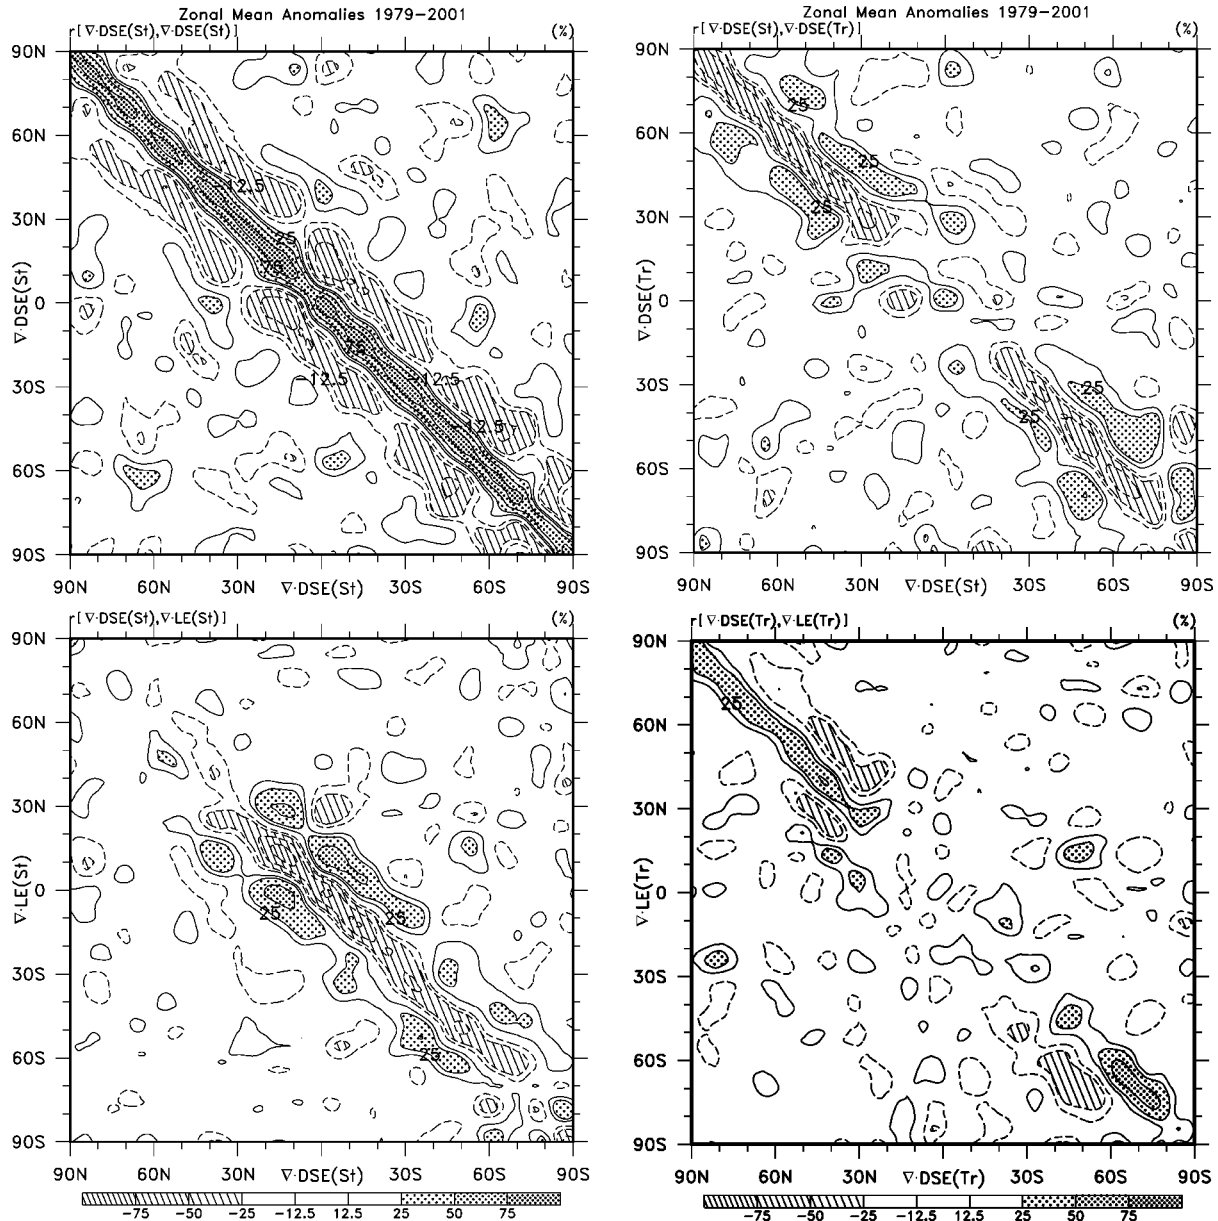 Zonal Mean Anomalies 1979−2001
r[∇·DSE(St),∇·DSE(St)] (%)
90N
60N
30N
0
30S
60S
90S
∇·DSE(St)
−12.5
25
75
75
−12.5
−12.5
−12.5
90N 60N 30N ∇·DSE(St) 30S 60S 90S
Zonal Mean Anomalies 1979−2001
r[∇·DSE(St),∇·DSE(Tr)] (%)
90N
60N
30N
0
30S
60S
90S
∇·DSE(Tr)
25
25
25
25
25
90N 60N 30N ∇·DSE(St) 30S 60S 90S
r[∇·DSE(St),∇·LE(St)] (%)
90N
60N
30N
0
30S
60S
90S
∇·LE(St)
25
25
25
90N 60N 30N ∇·DSE(St) 30S 60S 90S
−75 −50 −25 −12.5 12.5 25 50 75
r[∇·DSE(Tr),∇·LE(Tr)] (%)
90N
60N
30N
0
30S
60S
90S
∇·LE(Tr)
25
90N 60N 30N ∇·DSE(Tr) 30S 60S 90S
−75 −50 −25 −12.5 12.5 25 50 75